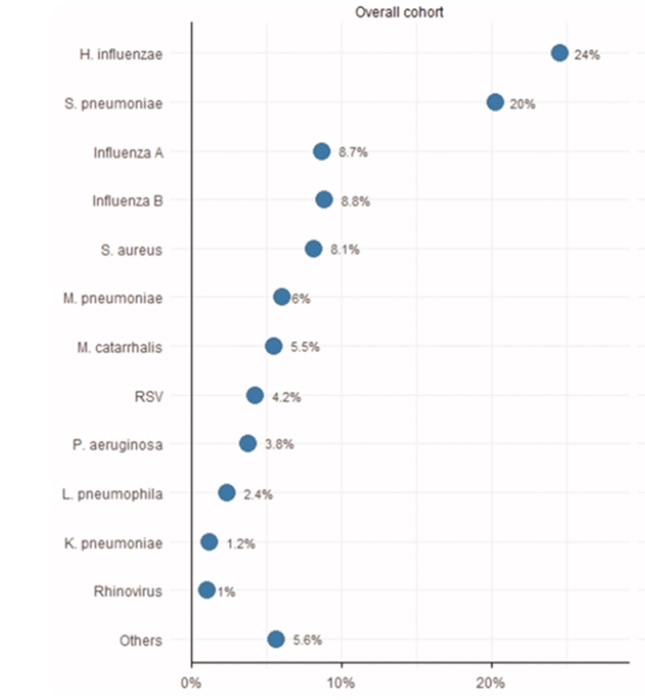 Overall cohort
H. influenzae 24%
S. pneumoniae 20%
Influenza A 8.7%
Influenza B 8.8%
S. aureus 8.1%
M. pneumoniae 6%
M. catarrhalis 5.5%
RSV 4.2%
P. aeruginosa 3.8%
L. pneumophila 2.4%
K. pneumoniae 1.2%
Rhinovirus 1%
Others 5.6%
0% 10% 20%